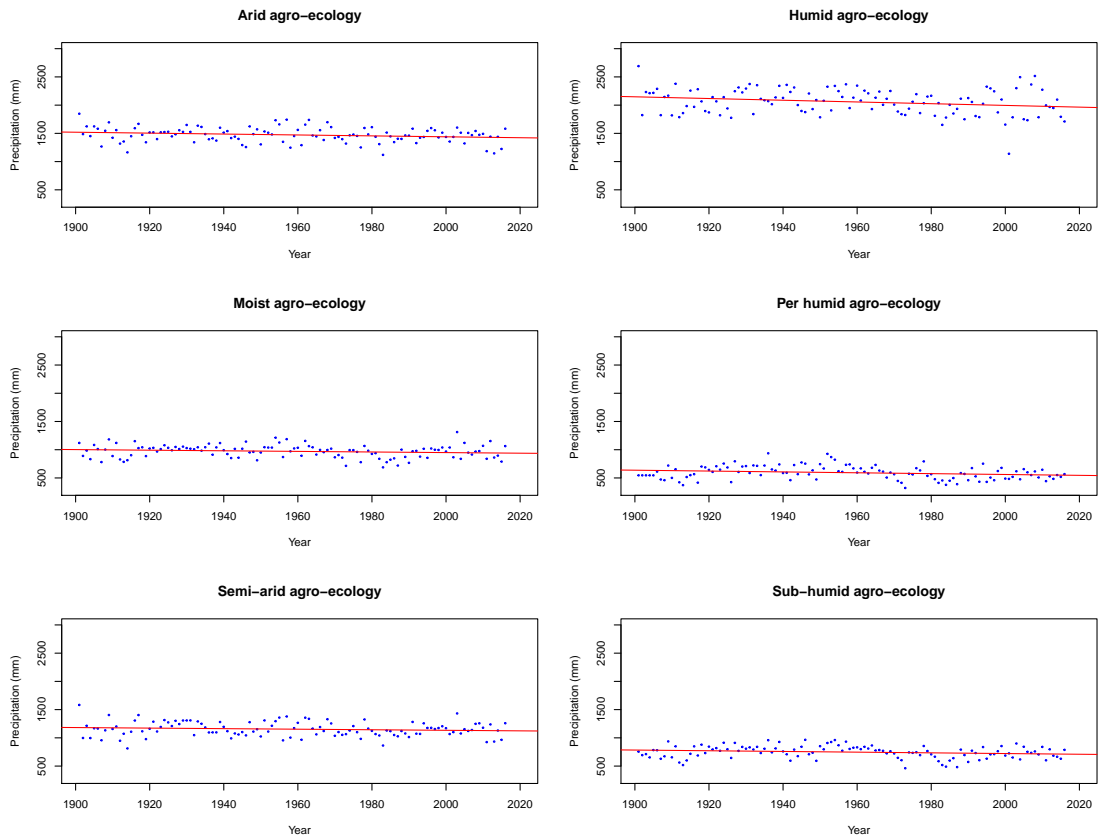 Arid agro−ecology
Precipitation (mm)
500 1500 2500
1900 1920 1940 1960 1980 2000 2020
Year
Humid agro−ecology
Precipitation (mm)
500 1500 2500
1900 1920 1940 1960 1980 2000 2020
Year
Moist agro−ecology
Precipitation (mm)
500 1500 2500
1900 1920 1940 1960 1980 2000 2020
Year
Per humid agro−ecology
Precipitation (mm)
500 1500 2500
1900 1920 1940 1960 1980 2000 2020
Year
Semi−arid agro−ecology
Precipitation (mm)
500 1500 2500
1900 1920 1940 1960 1980 2000 2020
Year
Sub−humid agro−ecology
Precipitation (mm)
500 1500 2500
1900 1920 1940 1960 1980 2000 2020
Year